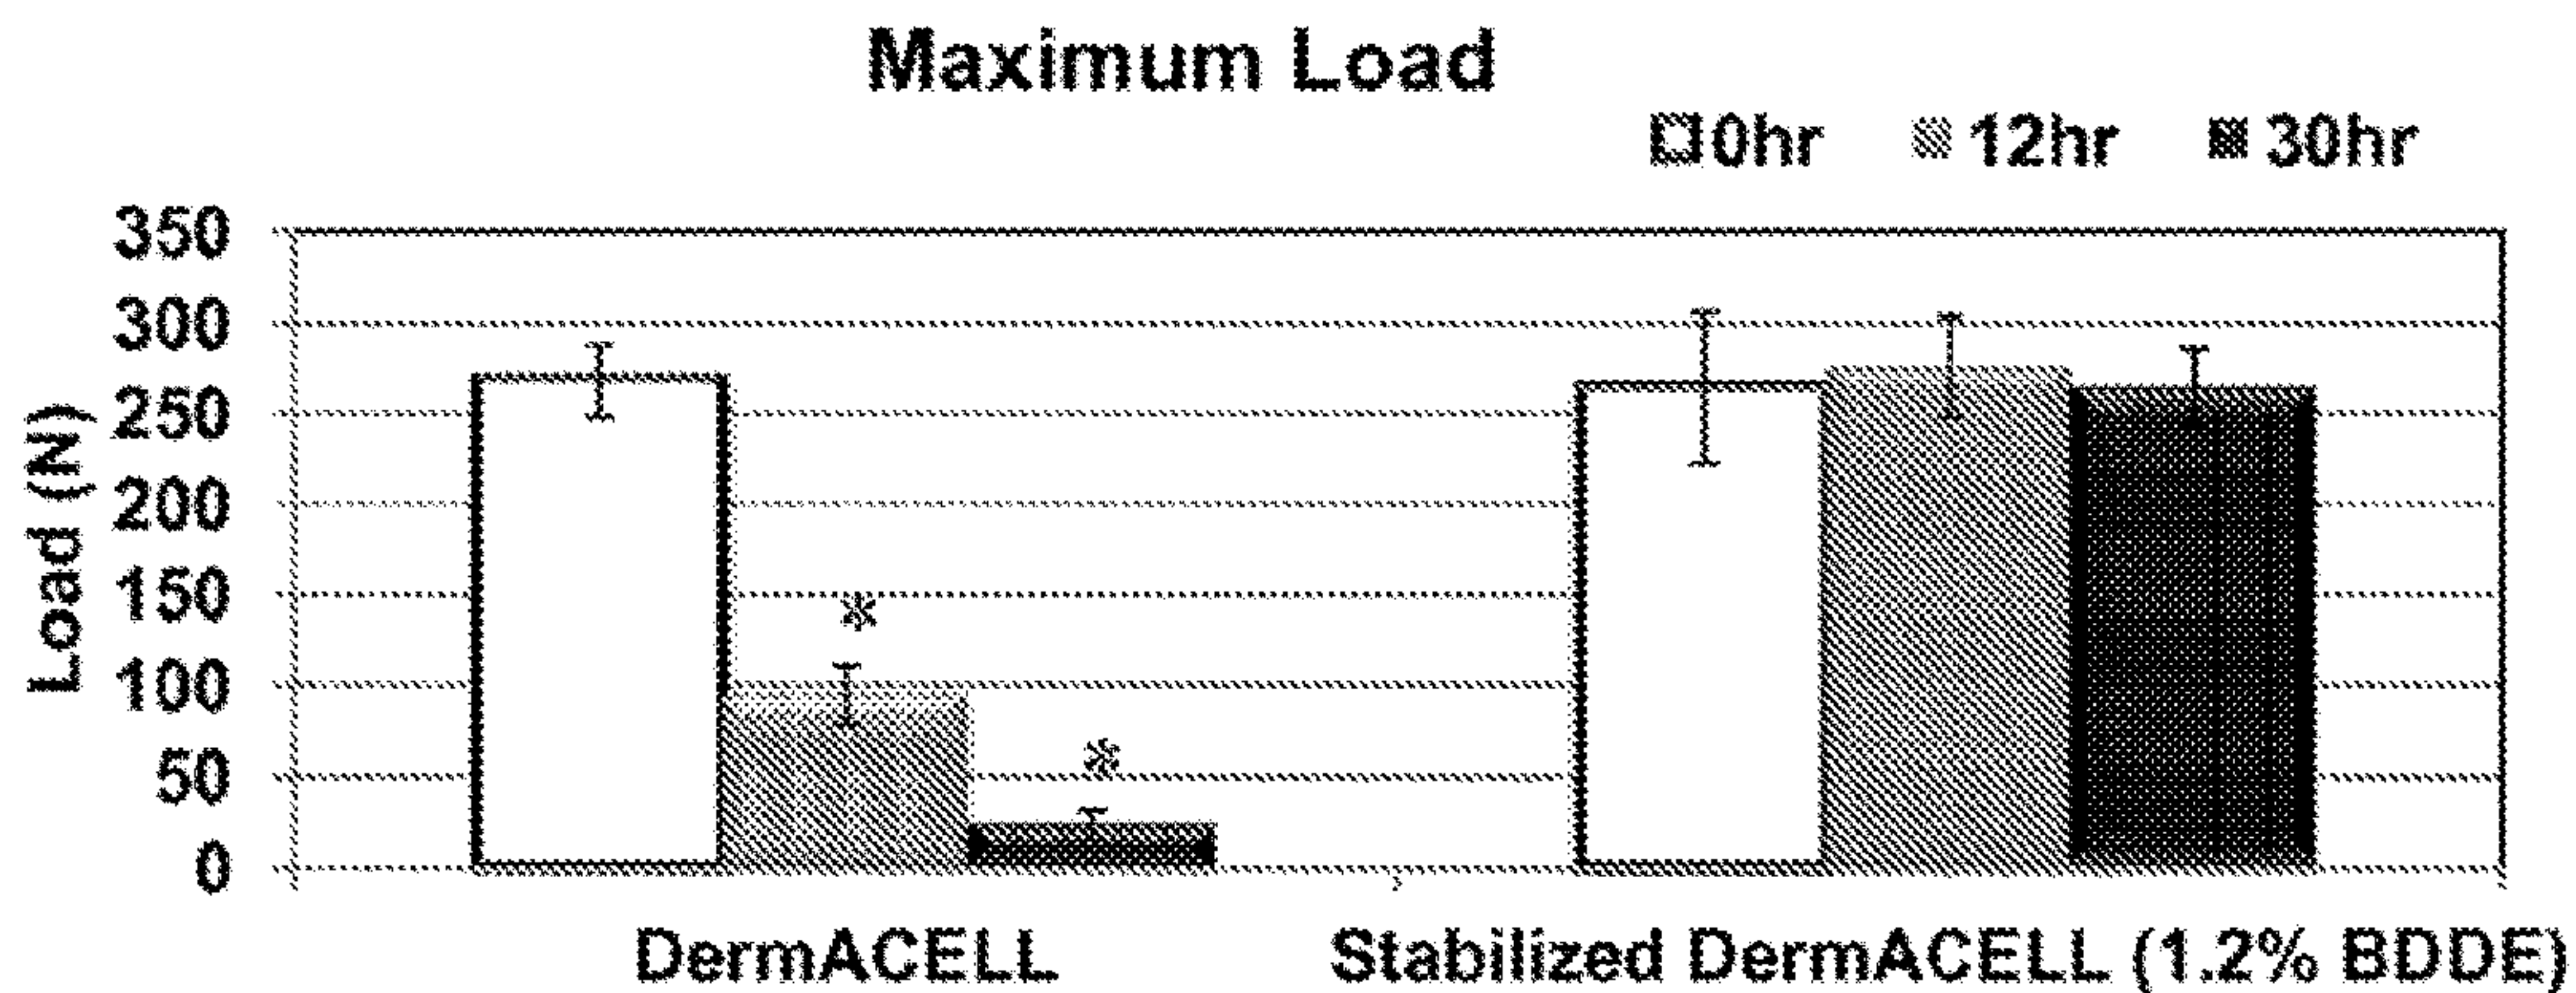 Maximum Load
0hr 12hr 30hr
350
300
250
200
150
100
50
0
Load (N)
*
*
DermACELL
Stabilized DermACELL (1.2% BDDE)